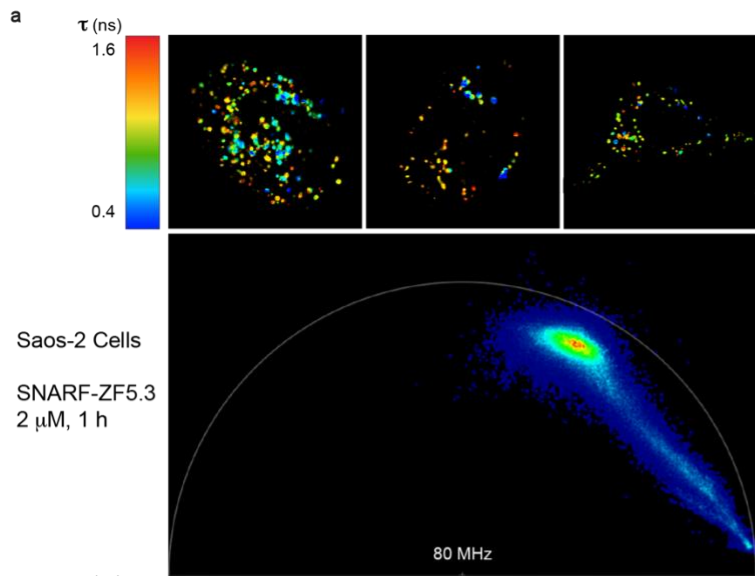 a
τ (ns)
1.6
0.4
Saos-2 Cells
SNARF-ZF5.3
2 μM, 1 h
80 MHz